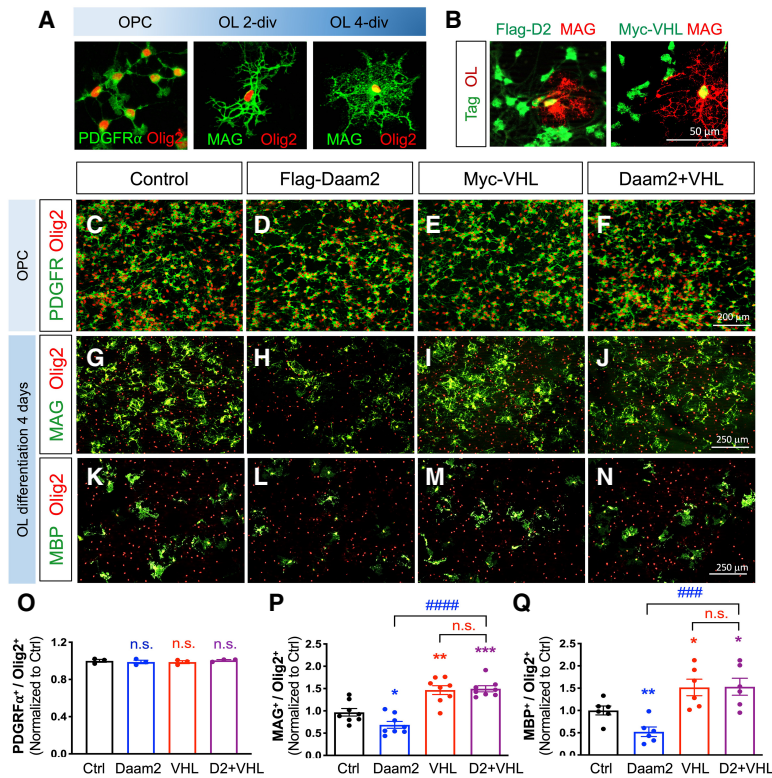 A
OPC
OL 2-div
OL 4-div
PDGFRα Olig2
MAG Olig2
MAG Olig2
B
Flag-D2 MAG
Myc-VHL MAG
Tag OL
50 µm
Control
Flag-Daam2
Myc-VHL
Daam2+VHL
OPC
PDGFR Olig2
C
D
E
F
200 µm
OL differentiation 4 days
MAG Olig2
G
H
I
J
250 µm
MBP Olig2
K
L
M
N
250 µm
O
PDGRFα+ / Olig2+
(Normalized to Ctrl)
1.2
0.9
0.6
0.3
0.0
n.s.
n.s.
n.s.
Ctrl Daam2 VHL D2+VHL
P
MAG+ / Olig2+
(Normalized to Ctrl)
2.5
2.0
1.5
1.0
0.5
0.0
####
n.s.
*
**
***
Ctrl Daam2 VHL D2+VHL
Q
MBP+ / Olig2+
(Normalized to Ctrl)
2.5
2.0
1.5
1.0
0.5
0.0
###
n.s.
**
*
*
Ctrl Daam2 VHL D2+VHL